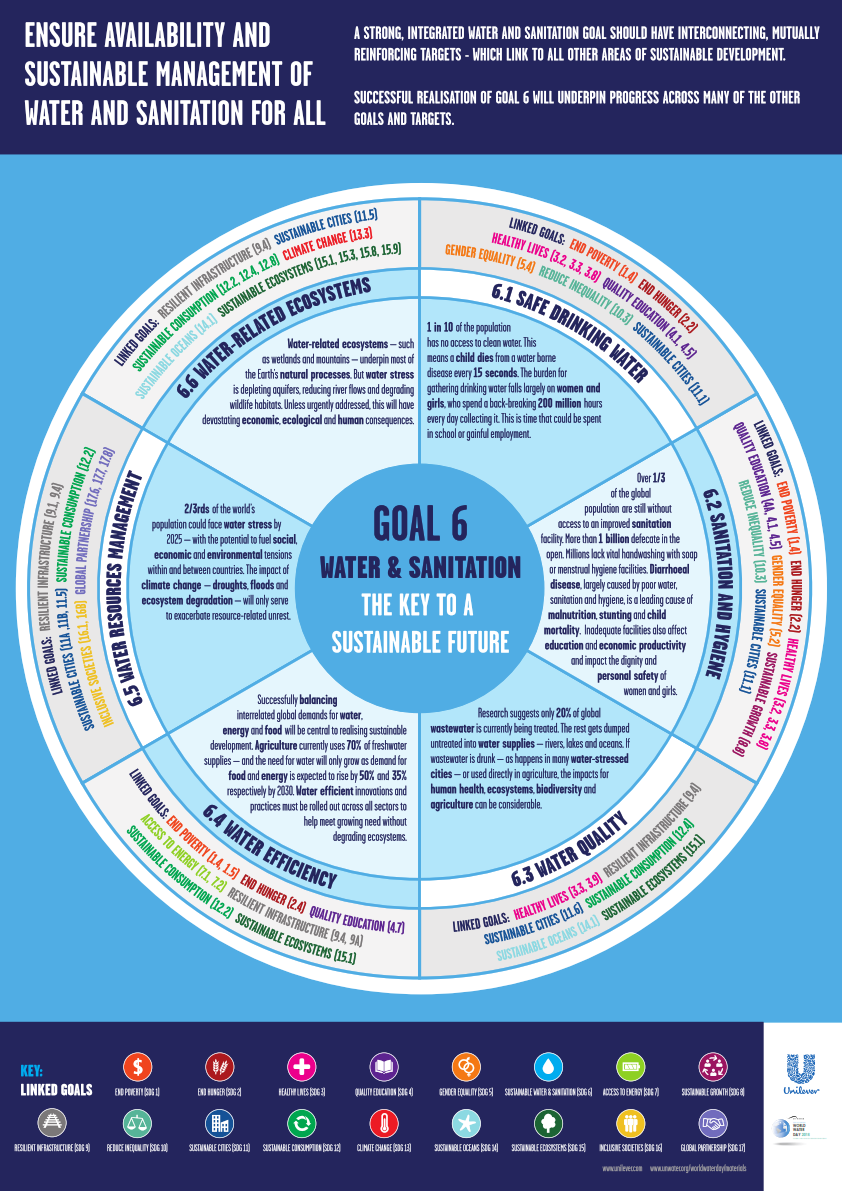 ENSURE AVAILABILITY AND
SUSTAINABLE MANAGEMENT OF
WATER AND SANITATION FOR ALL
A STRONG, INTEGRATED WATER AND SANITATION GOAL SHOULD HAVE INTERCONNECTING, MUTUALLY
REINFORCING TARGETS - WHICH LINK TO ALL OTHER AREAS OF SUSTAINABLE DEVELOPMENT.
SUCCESSFUL REALISATION OF GOAL 6 WILL UNDERPIN PROGRESS ACROSS MANY OF THE OTHER
GOALS AND TARGETS.
LINKED GOALS: END POVERTY (1.4) END HUNGER (2.2)
HEALTHY LIVES (3.2, 3.3, 3.8) QUALITY EDUCATION (4.1, 4.5)
GENDER EQUALITY (5.4) REDUCE INEQUALITY (10.3) SUSTAINABLE CITIES (11.1)
6.1 SAFE DRINKING WATER
1 in 10 of the population
has no access to clean water. This
means a child dies from a water borne
disease every 15 seconds. The burden for
gathering drinking water falls largely on women and
girls, who spend a back-breaking 200 million hours
every day collecting it. This is time that could be spent
in school or gainful employment.
LINKED GOALS: END POVERTY (1.4) END HUNGER (2.2) HEALTHY LIVES (3.2, 3.3, 3.8)
QUALITY EDUCATION (4A, 4.1, 4.5) GENDER EQUALITY (5.2) SUSTAINABLE GROWTH (8.8)
REDUCE INEQUALITY (10.3) SUSTAINABLE CITIES (11.1)
6.2 SANITATION AND HYGIENE
Over 1/3
of the global
population are still without
access to an improved sanitation
facility. More than 1 billion defecate in the
open. Millions lack vital handwashing with soap
or menstrual hygiene facilities. Diarrhoeal
disease, largely caused by poor water,
sanitation and hygiene, is a leading cause of
malnutrition, stunting and child
mortality. Inadequate facilities also affect
education and economic productivity
and impact the dignity and
personal safety of
women and girls.
6.3 WATER QUALITY
Research suggests only 20% of global
wastewater is currently being treated. The rest gets dumped
untreated into water supplies – rivers, lakes and oceans. If
wastewater is drunk – as happens in many water-stressed
cities – or used directly in agriculture, the impacts for
human health, ecosystems, biodiversity and
agriculture can be considerable.
LINKED GOALS: HEALTHY LIVES (3.3, 3.9) RESILIENT INFRASTRUCTURE (9.4)
SUSTAINABLE CITIES (11.6) SUSTAINABLE CONSUMPTION (12.4)
SUSTAINABLE OCEANS (14.1) SUSTAINABLE ECOSYSTEMS (15.1)
6.4 WATER EFFICIENCY
Successfully balancing
interrelated global demands for water,
energy and food will be central to realising sustainable
development. Agriculture currently uses 70% of freshwater
supplies – and the need for water will only grow as demand for
food and energy is expected to rise by 50% and 35%
respectively by 2030. Water efficient innovations and
practices must be rolled out across all sectors to
help meet growing need without
degrading ecosystems.
LINKED GOALS: END POVERTY (1.4, 1.5) END HUNGER (2.4) QUALITY EDUCATION (4.7)
ACCESS TO ENERGY (7.1, 7.2) RESILIENT INFRASTRUCTURE (9.4, 9A)
SUSTAINABLE CONSUMPTION (12.2) SUSTAINABLE ECOSYSTEMS (15.1)
6.5 WATER RESOURCES MANAGEMENT
2/3rds of the world's
population could face water stress by
2025 – with the potential to fuel social,
economic and environmental tensions
within and between countries. The impact of
climate change – droughts, floods and
ecosystem degradation – will only serve
to exacerbate resource-related unrest.
LINKED GOALS: RESILIENT INFRASTRUCTURE (9.1, 9.4)
SUSTAINABLE CITIES (11A ,11B, 11.5) SUSTAINABLE CONSUMPTION (12.2)
INCLUSIVE SOCIETIES (16.1, 16B) GLOBAL PARTNERSHIP (17.6, 17.7, 17.8)
LINKED GOALS: RESILIENT INFRASTRUCTURE (9.4) SUSTAINABLE CITIES (11.5)
SUSTAINABLE CONSUMPTION (12.2, 12.4, 12.8) CLIMATE CHANGE (13.3)
SUSTAINABLE OCEANS (14.1) SUSTAINABLE ECOSYSTEMS (15.1, 15.3, 15.8, 15.9)
6.6 WATER-RELATED ECOSYSTEMS
Water-related ecosystems – such
as wetlands and mountains – underpin most of
the Earth's natural processes. But water stress
is depleting aquifers, reducing river flows and degrading
wildlife habitats. Unless urgently addressed, this will have
devastating economic, ecological and human consequences.
GOAL 6
WATER & SANITATION
THE KEY TO A
SUSTAINABLE FUTURE
KEY:
LINKED GOALS
END POVERTY (SDG 1)
END HUNGER (SDG 2)
HEALTHY LIVES (SDG 3)
QUALITY EDUCATION (SDG 4)
GENDER EQUALITY (SDG 5)
SUSTAINABLE WATER & SANITATION (SDG 6)
ACCESS TO ENERGY (SDG 7)
SUSTAINABLE GROWTH (SDG 8)
RESILIENT INFRASTRUCTURE (SDG 9)
REDUCE INEQUALITY (SDG 10)
SUSTAINABLE CITIES (SDG 11)
SUSTAINABLE CONSUMPTION (SDG 12)
CLIMATE CHANGE (SDG 13)
SUSTAINABLE OCEANS (SDG 14)
SUSTAINABLE ECOSYSTEMS (SDG 15)
INCLUSIVE SOCIETIES (SDG 16)
GLOBAL PARTNERSHIP (SDG 17)
www.unilever.com www.unwater.org/worldwaterday/materials
Unilever
WORLD
WATER
DAY